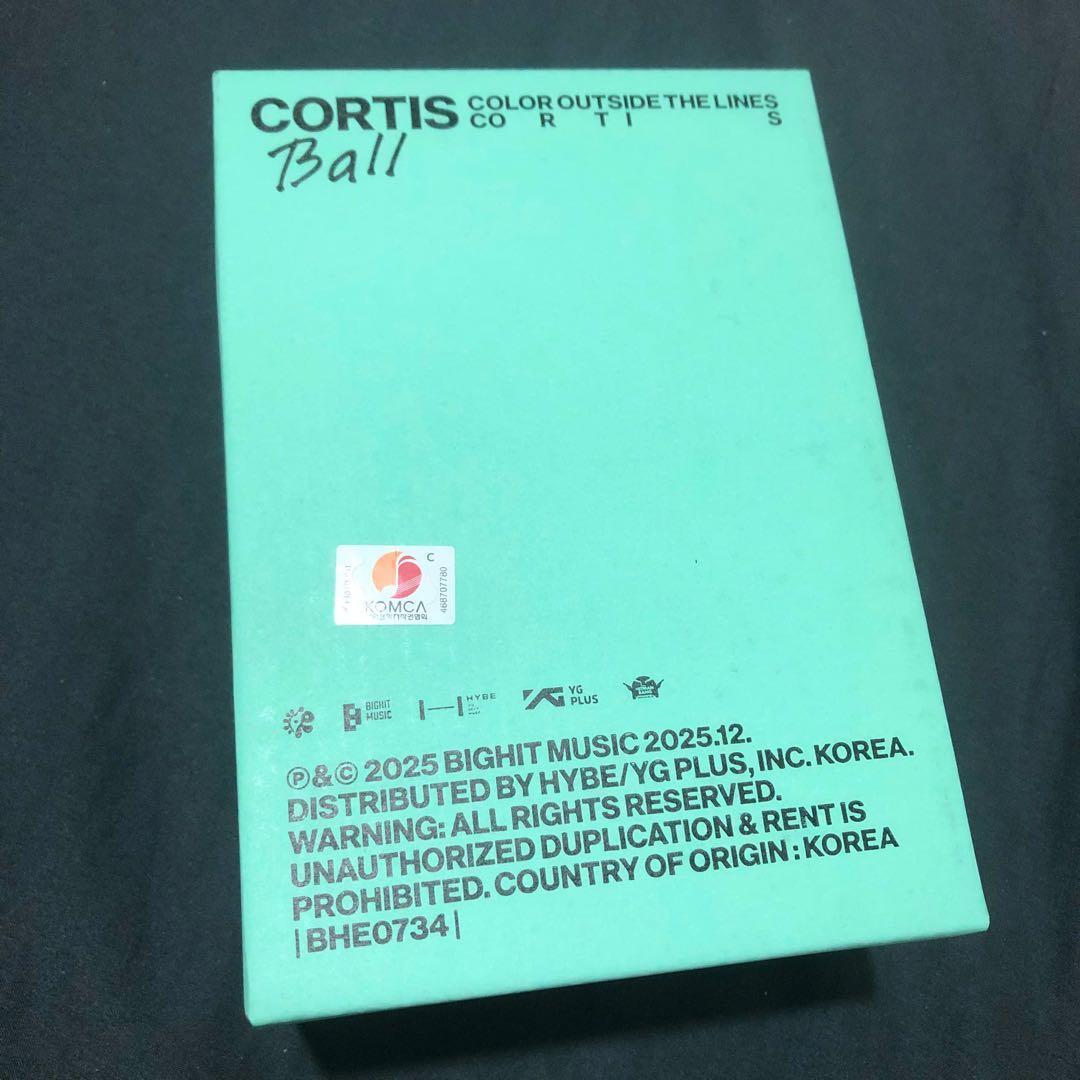 CORTIS
COLOR OUTSIDE THE LINES
CO R T I S
Ball
C
468707780
KOMCA
BIGHIT
MUSIC
HYBE
YG
PLUS
Ⓟ&© 2025 BIGHIT MUSIC 2025.12.
DISTRIBUTED BY HYBE/YG PLUS, INC. KOREA.
WARNING: ALL RIGHTS RESERVED.
UNAUTHORIZED DUPLICATION & RENT IS
PROHIBITED. COUNTRY OF ORIGIN : KOREA
|BHE0734|